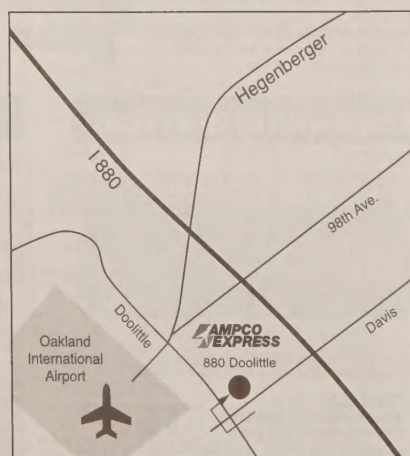 Hegenberger
I 880
98th Ave.
Doolittle
AMPCO
EXPRESS
Davis
880 Doolittle
Oakland
International
Airport